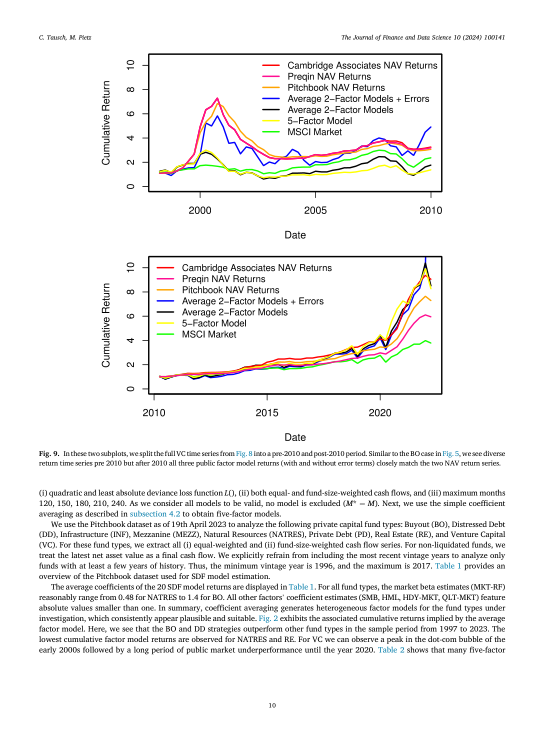 C. Tausch, M. Pietz
The Journal of Finance and Data Science 10 (2024) 100141
Cumulative Return
10
8
6
4
2
0
Cambridge Associates NAV Returns
Preqin NAV Returns
Pitchbook NAV Returns
Average 2−Factor Models + Errors
Average 2−Factor Models
5−Factor Model
MSCI Market
2000
2005
2010
Date
Cumulative Return
10
8
6
4
2
0
Cambridge Associates NAV Returns
Preqin NAV Returns
Pitchbook NAV Returns
Average 2−Factor Models + Errors
Average 2−Factor Models
5−Factor Model
MSCI Market
2010
2015
2020
Date
Fig. 9. In these two subplots, we split the full VC time series from Fig. 8 into a pre-2010 and post-2010 period. Similar to the BO case in Fig. 5, we see diverse
return time series pre 2010 but after 2010 all three public factor model returns (with and without error terms) closely match the two NAV return series.
(i) quadratic and least absolute deviance loss function L(), (ii) both equal- and fund-size-weighted cash flows, and (iii) maximum months
120, 150, 180, 210, 240. As we consider all models to be valid, no model is excluded (Mⁿ = M). Next, we use the simple coefficient
averaging as described in subsection 4.2 to obtain five-factor models.
We use the Pitchbook dataset as of 19th April 2023 to analyze the following private capital fund types: Buyout (BO), Distressed Debt
(DD), Infrastructure (INF), Mezzanine (MEZZ), Natural Resources (NATRES), Private Debt (PD), Real Estate (RE), and Venture Capital
(VC). For these fund types, we extract all (i) equal-weighted and (ii) fund-size-weighted cash flow series. For non-liquidated funds, we
treat the latest net asset value as a final cash flow. We explicitly refrain from including the most recent vintage years to analyze only
funds with at least a few years of history. Thus, the minimum vintage year is 1996, and the maximum is 2017. Table 1 provides an
overview of the Pitchbook dataset used for SDF model estimation.
The average coefficients of the 20 SDF model returns are displayed in Table 1. For all fund types, the market beta estimates (MKT-RF)
reasonably range from 0.48 for NATRES to 1.4 for BO. All other factors' coefficient estimates (SMB, HML, HDY-MKT, QLT-MKT) feature
absolute values smaller than one. In summary, coefficient averaging generates heterogeneous factor models for the fund types under
investigation, which consistently appear plausible and suitable. Fig. 2 exhibits the associated cumulative returns implied by the average
factor model. Here, we see that the BO and DD strategies outperform other fund types in the sample period from 1997 to 2023. The
lowest cumulative factor model returns are observed for NATRES and RE. For VC we can observe a peak in the dot-com bubble of the
early 2000s followed by a long period of public market underperformance until the year 2020. Table 2 shows that many five-factor
10